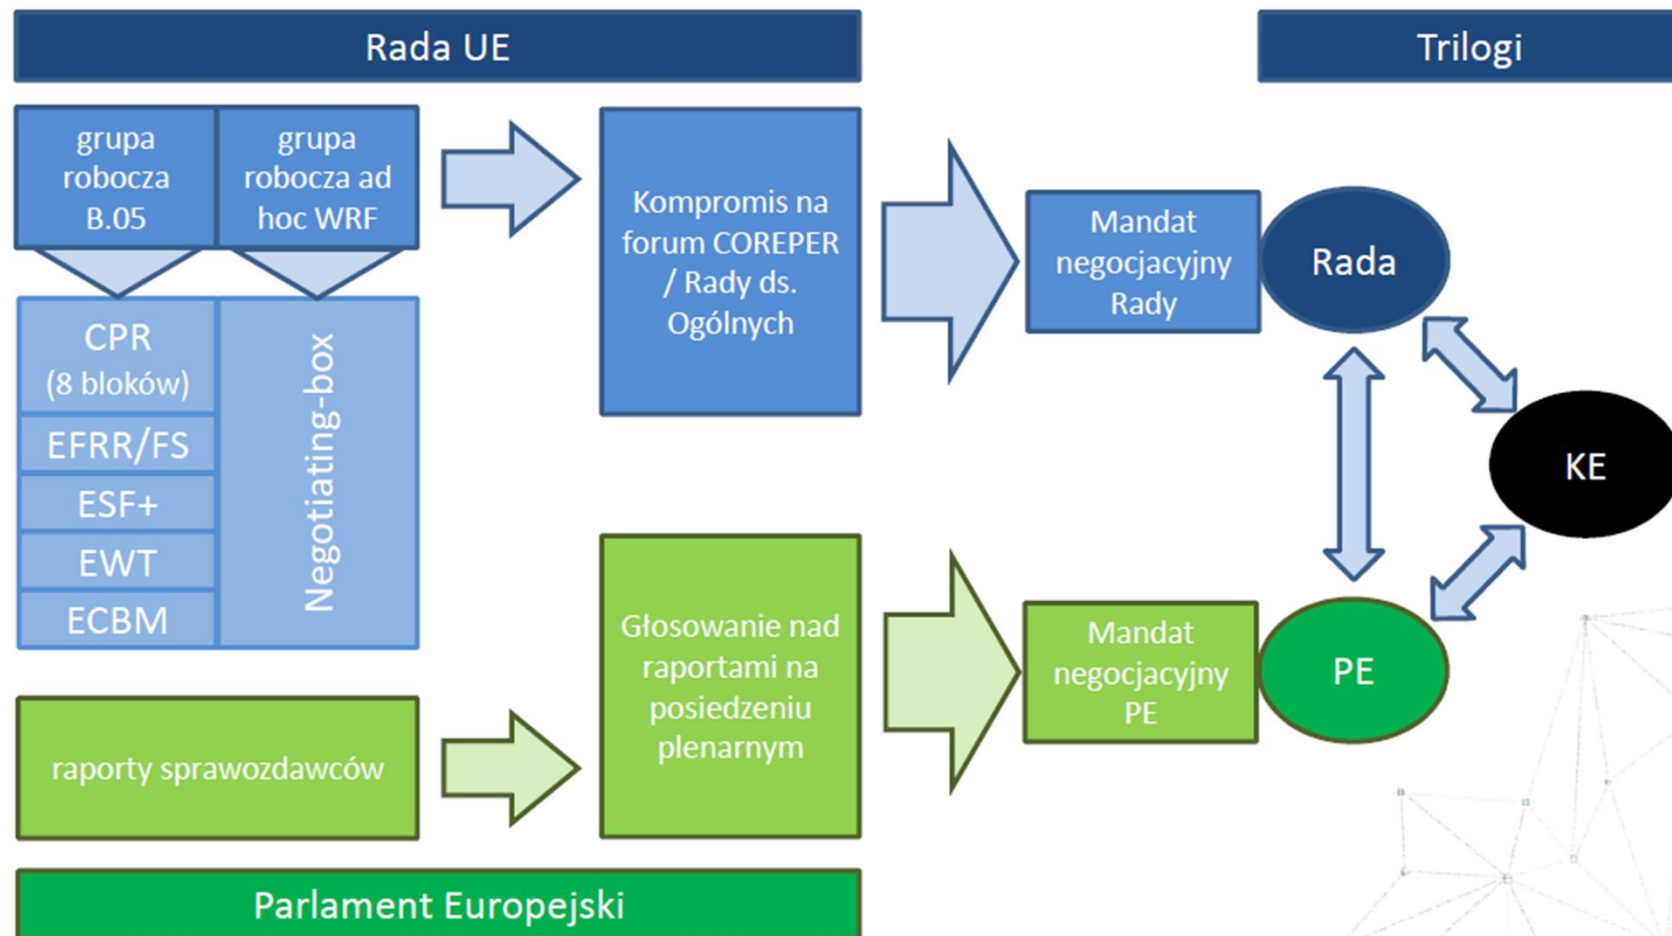 Rada UE
Trilogi
grupa
robocza
B.05
grupa
robocza ad
hoc WRF
CPR
(8 bloków)
EFRR/FS
ESF+
EWT
ECBM
Negotiating-box
Kompromis na
forum COREPER
/ Rady ds.
Ogólnych
Mandat
negocjacyjny
Rady
Rada
KE
raporty sprawozdawców
Głosowanie nad
raportami na
posiedzeniu
plenarnym
Mandat
negocjacyjny
PE
PE
Parlament Europejski